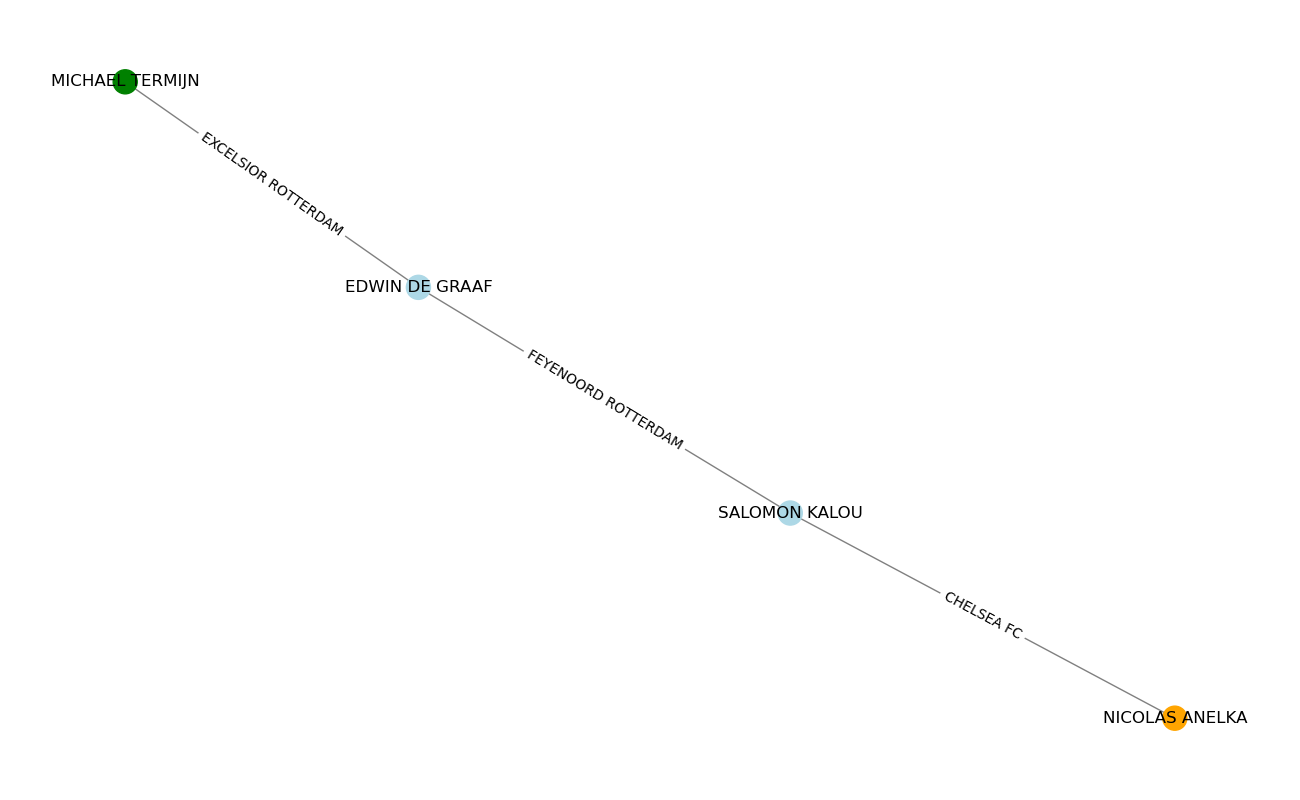 MICHAEL TERMIJN
EXCELSIOR ROTTERDAM
EDWIN DE GRAAF
FEYENOORD ROTTERDAM
SALOMON KALOU
CHELSEA FC
NICOLAS ANELKA